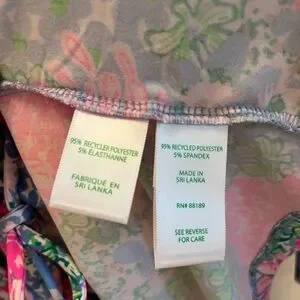 95% RECYCLED POLYESTER
5% ELASTHANNE
FABRIQUÉ EN
SRI LANKA
95% RECYCLED POLYESTER
5% SPANDEX
MADE IN
SRI LANKA
RN# 88189
SEE REVERSE
FOR CARE